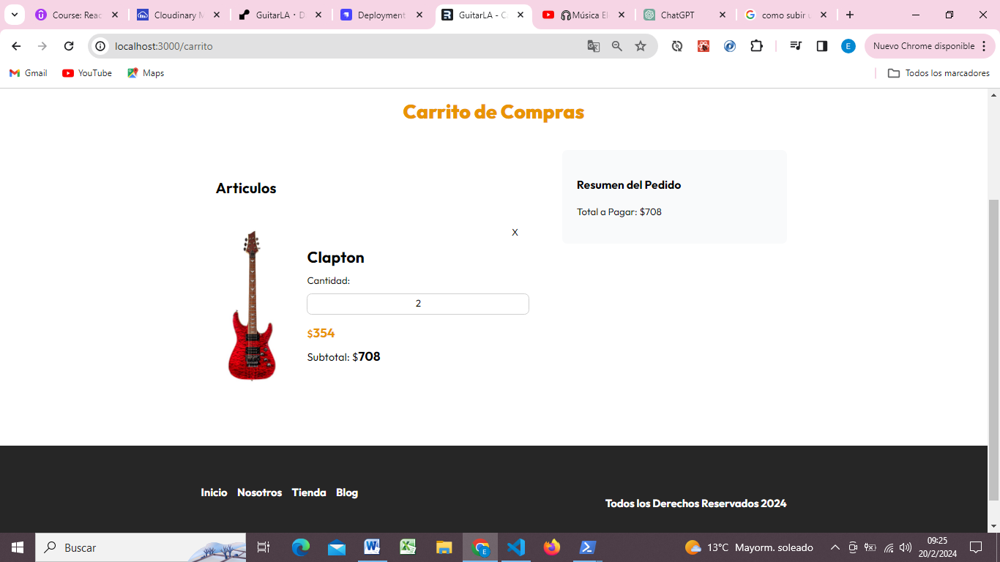 Course: Reac
Cloudinary M
GuitarLA · D
Deployment
GuitarLA - C
Música El
ChatGPT
como subir u
localhost:3000/carrito
Nuevo Chrome disponible
E
Gmail
YouTube
Maps
Todos los marcadores
Carrito de Compras
Articulos
X
Clapton
Cantidad:
2
$354
Subtotal: $708
Resumen del Pedido
Total a Pagar: $708
Inicio
Nosotros
Tienda
Blog
Todos los Derechos Reservados 2024
Buscar
13°C Mayorm. soleado
09:25
20/2/2024